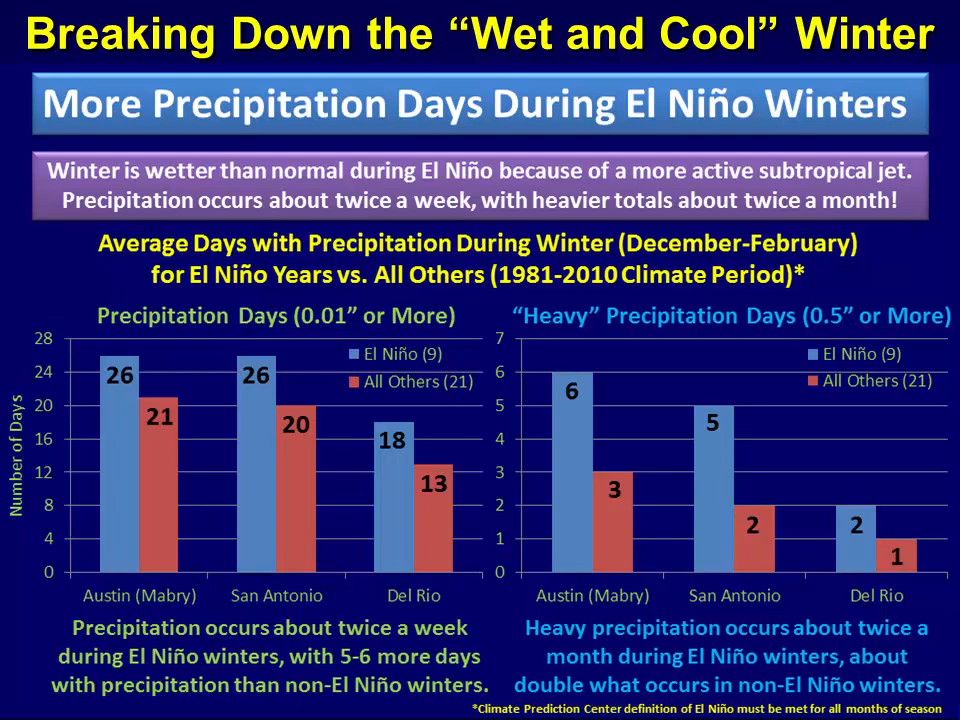 Breaking Down the “Wet and Cool” Winter
More Precipitation Days During El Niño Winters
Winter is wetter than normal during El Niño because of a more active subtropical jet.
Precipitation occurs about twice a week, with heavier totals about twice a month!
Average Days with Precipitation During Winter (December-February)
for El Niño Years vs. All Others (1981-2010 Climate Period)*
Precipitation Days (0.01” or More)
Number of Days
28
24
20
16
12
8
4
0
El Niño (9)
All Others (21)
26
21
26
20
18
13
Austin (Mabry)
San Antonio
Del Rio
Precipitation occurs about twice a week
during El Niño winters, with 5-6 more days
with precipitation than non-El Niño winters.
“Heavy” Precipitation Days (0.5” or More)
7
6
5
4
3
2
1
0
El Niño (9)
All Others (21)
6
3
5
2
2
1
Austin (Mabry)
San Antonio
Del Rio
Heavy precipitation occurs about twice a
month during El Niño winters, about
double what occurs in non-El Niño winters.
*Climate Prediction Center definition of El Niño must be met for all months of season